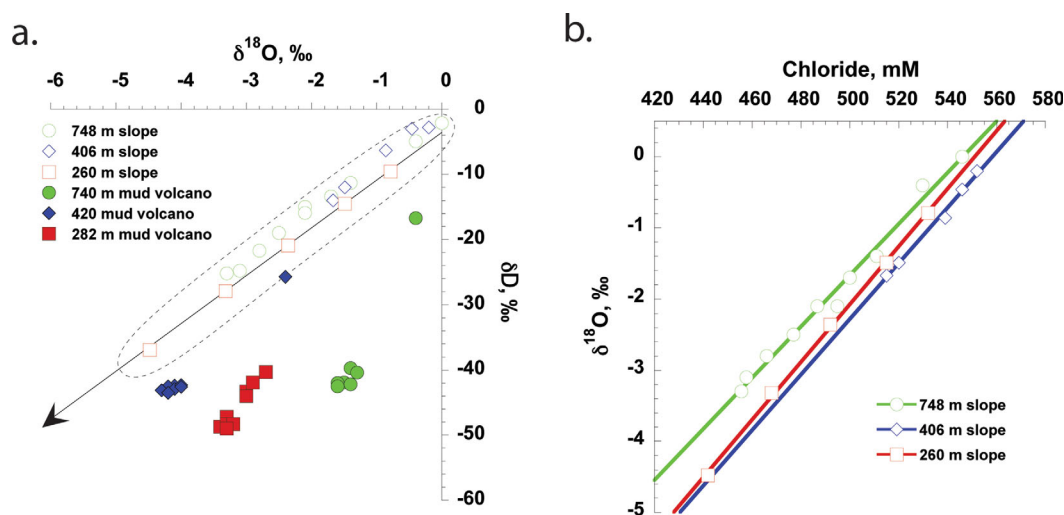 a.
δ¹⁸O, ‰
-6 -5 -4 -3 -2 -1 0
0
-10
-20
-30
-40
-50
-60
δD, ‰
748 m slope
406 m slope
260 m slope
740 m mud volcano
420 mud volcano
282 m mud volcano
b.
Chloride, mM
420 440 460 480 500 520 540 560 580
0
-1
-2
-3
-4
-5
δ¹⁸O, ‰
748 m slope
406 m slope
260 m slope